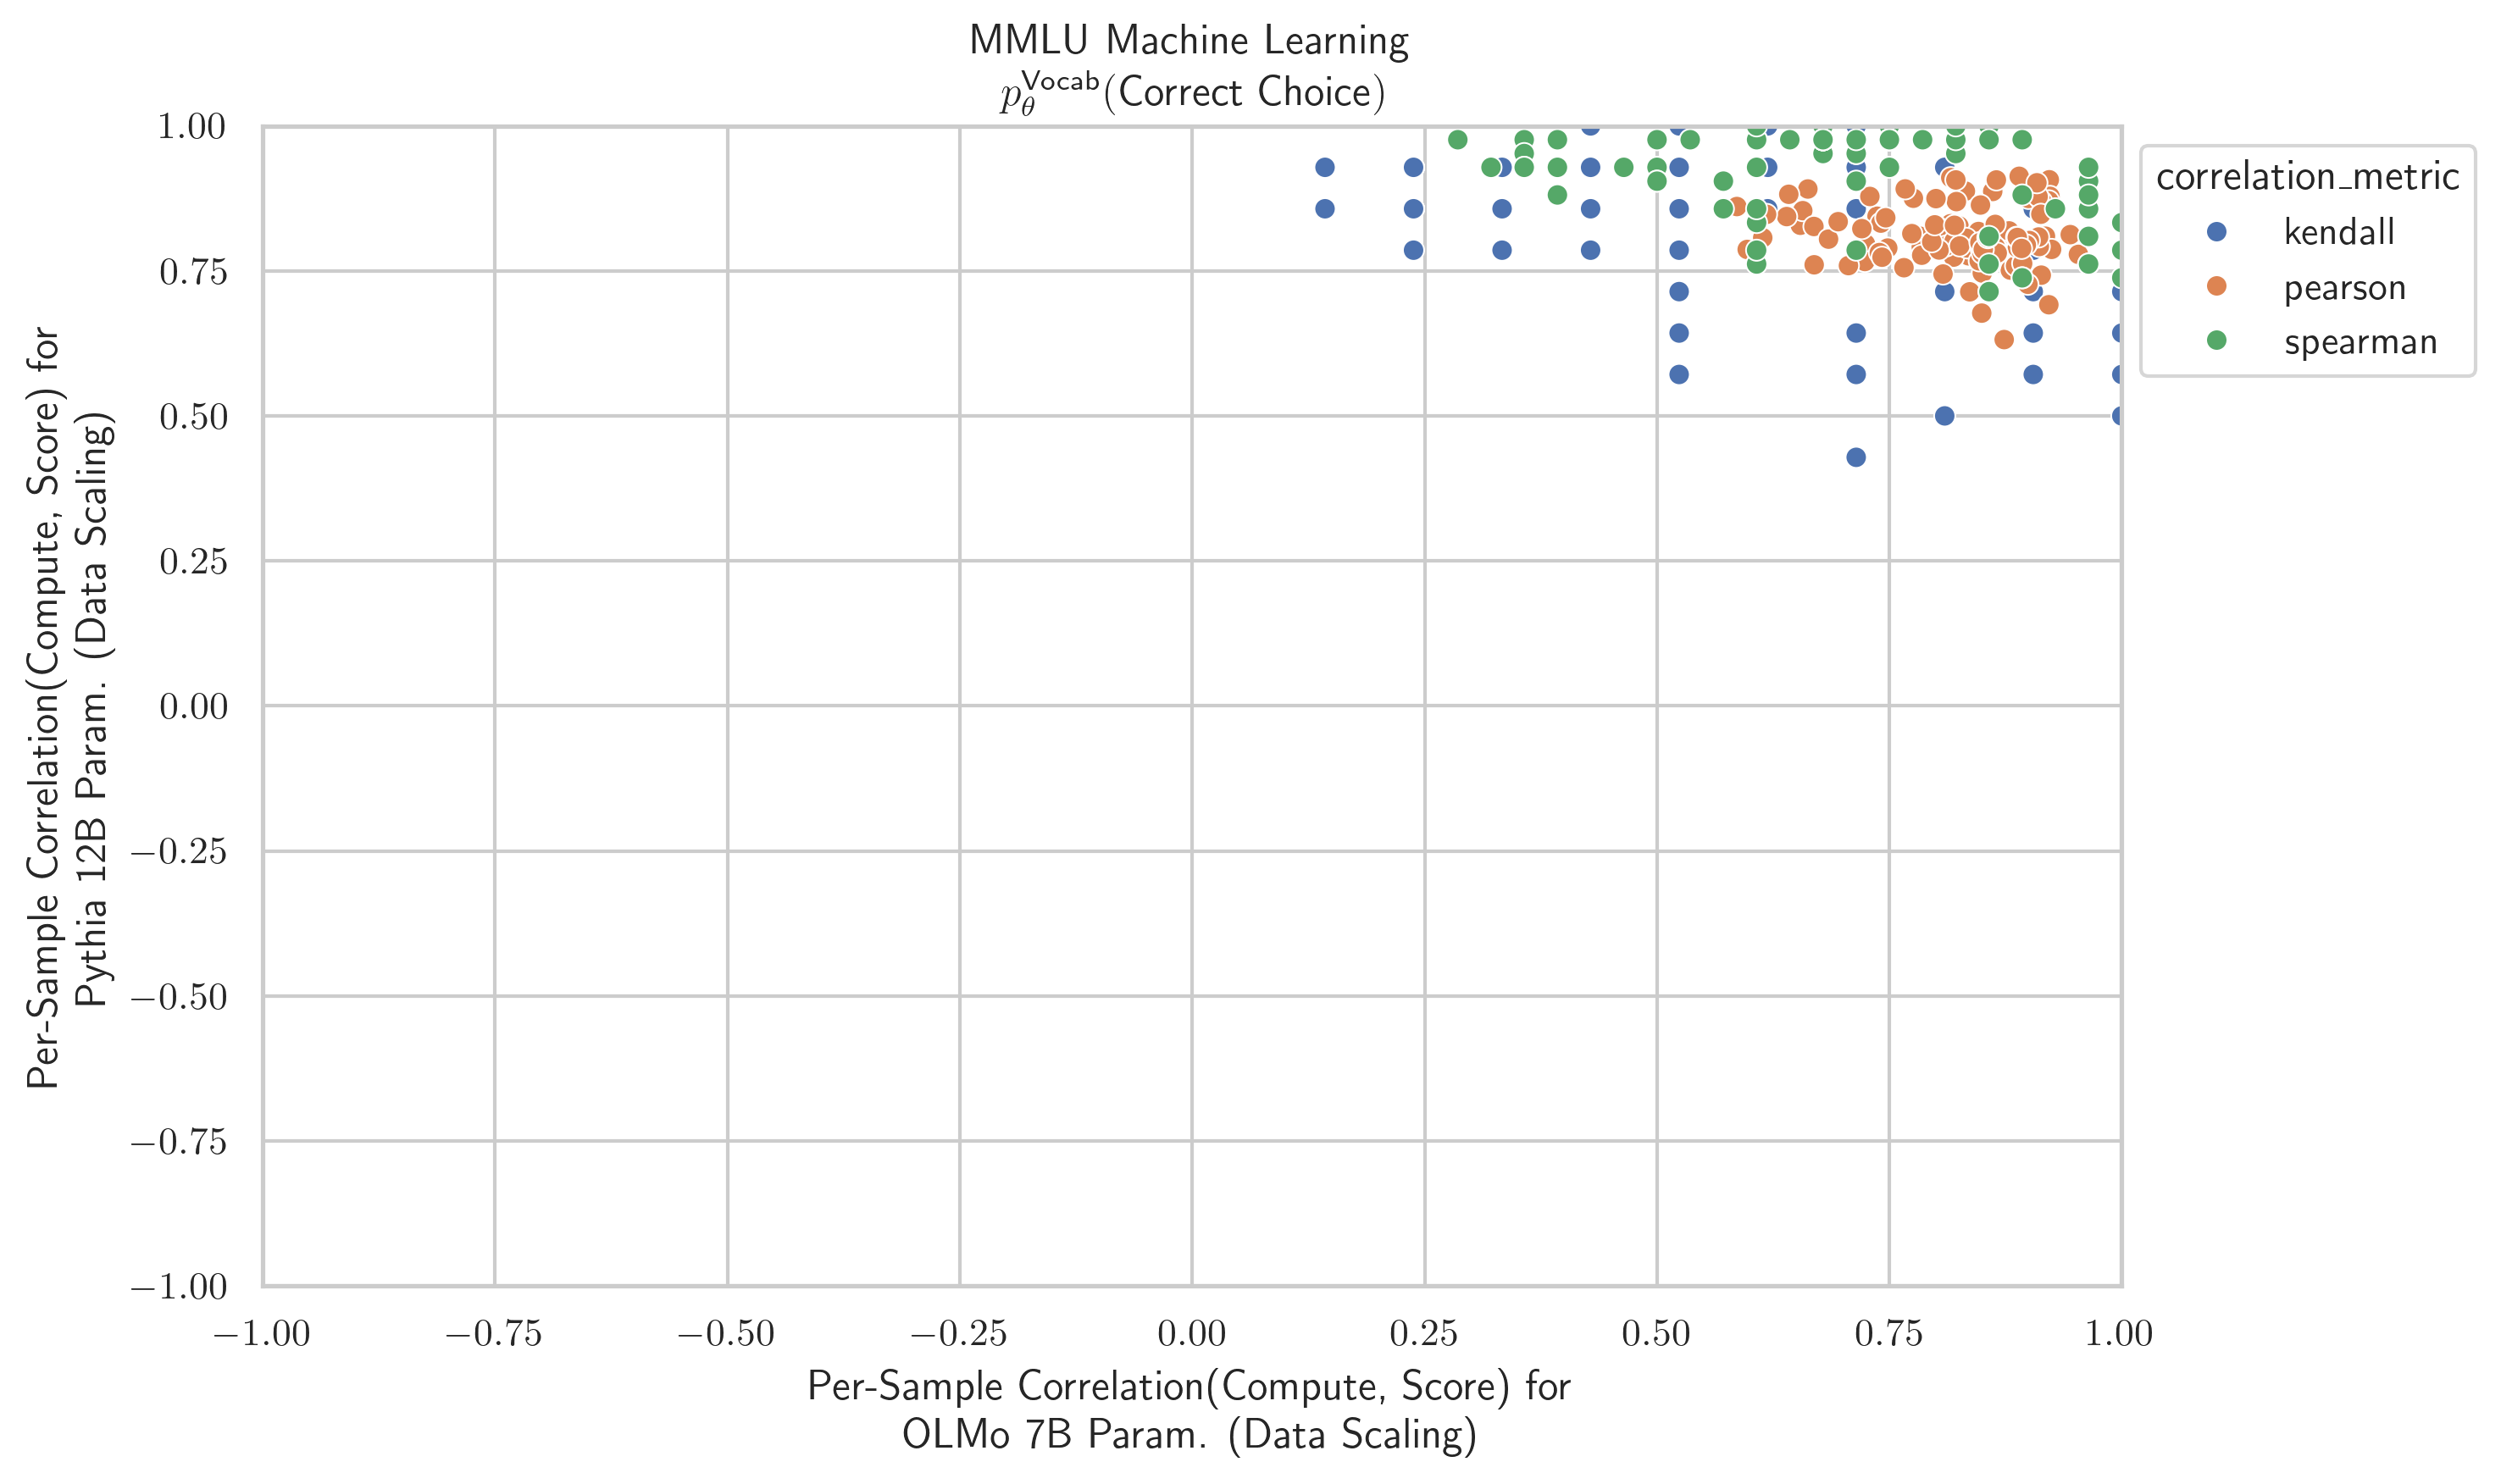 MMLU Machine Learning
p_θ^Vocab(Correct Choice)
1.00
0.75
0.50
0.25
0.00
−0.25
−0.50
−0.75
−1.00
Per-Sample Correlation(Compute, Score) for
Pythia 12B Param. (Data Scaling)
−1.00 −0.75 −0.50 −0.25 0.00 0.25 0.50 0.75 1.00
Per-Sample Correlation(Compute, Score) for
OLMo 7B Param. (Data Scaling)
correlation_metric
kendall
pearson
spearman